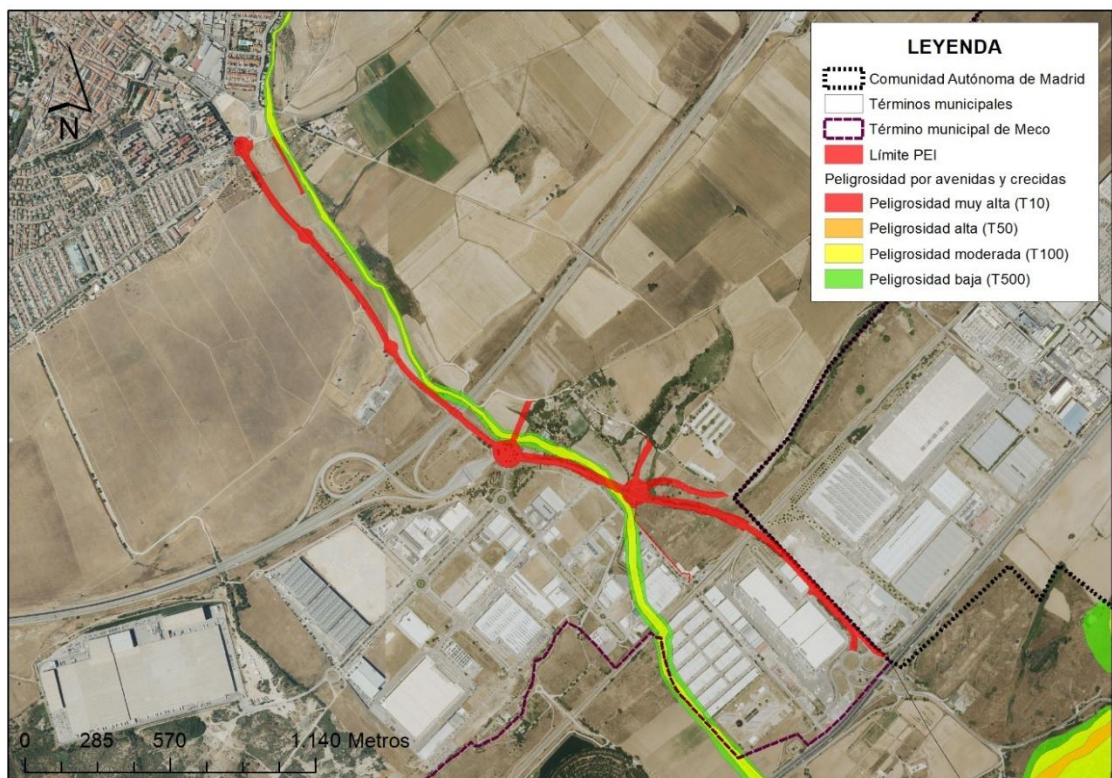 LEYENDA
Comunidad Autónoma de Madrid
Términos municipales
Término municipal de Meco
Límite PEI
Peligrosidad por avenidas y crecidas
Peligrosidad muy alta (T10)
Peligrosidad alta (T50)
Peligrosidad moderada (T100)
Peligrosidad baja (T500)
N
0 285 570 1.140 Metros